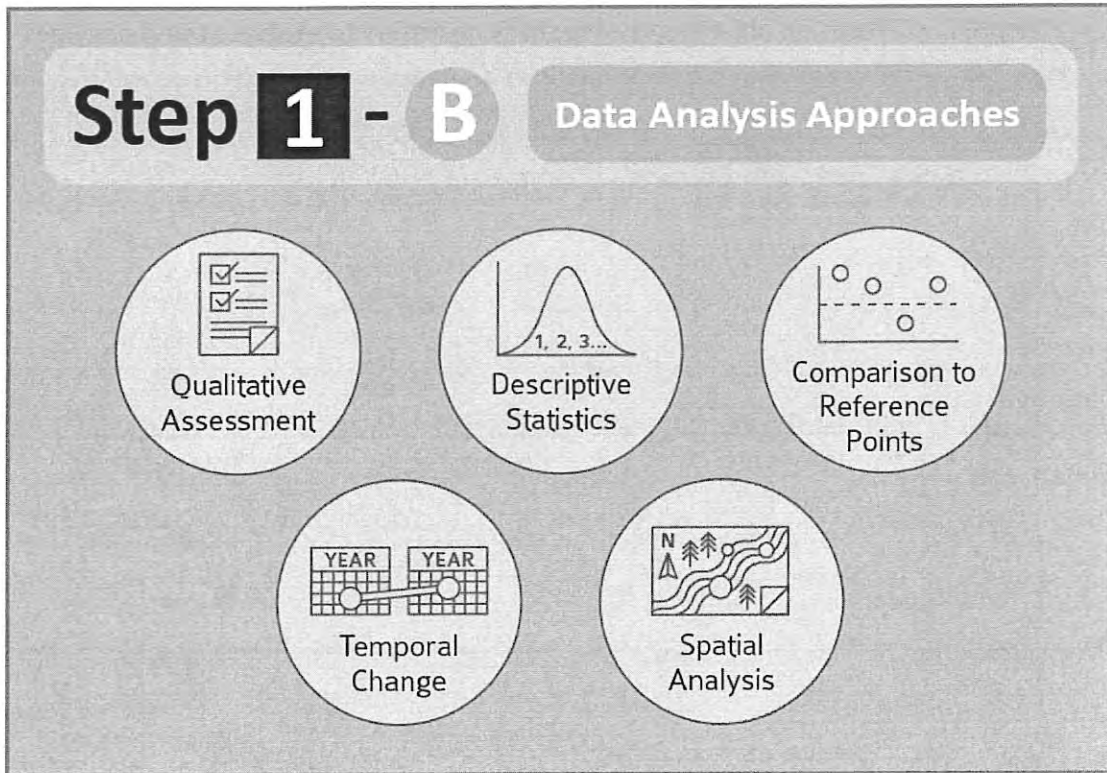 Step 1 - B Data Analysis Approaches
1, 2, 3...
Qualitative
Assessment
Descriptive
Statistics
Comparison to
Reference
Points
YEAR YEAR
Temporal
Change
N
Spatial
Analysis